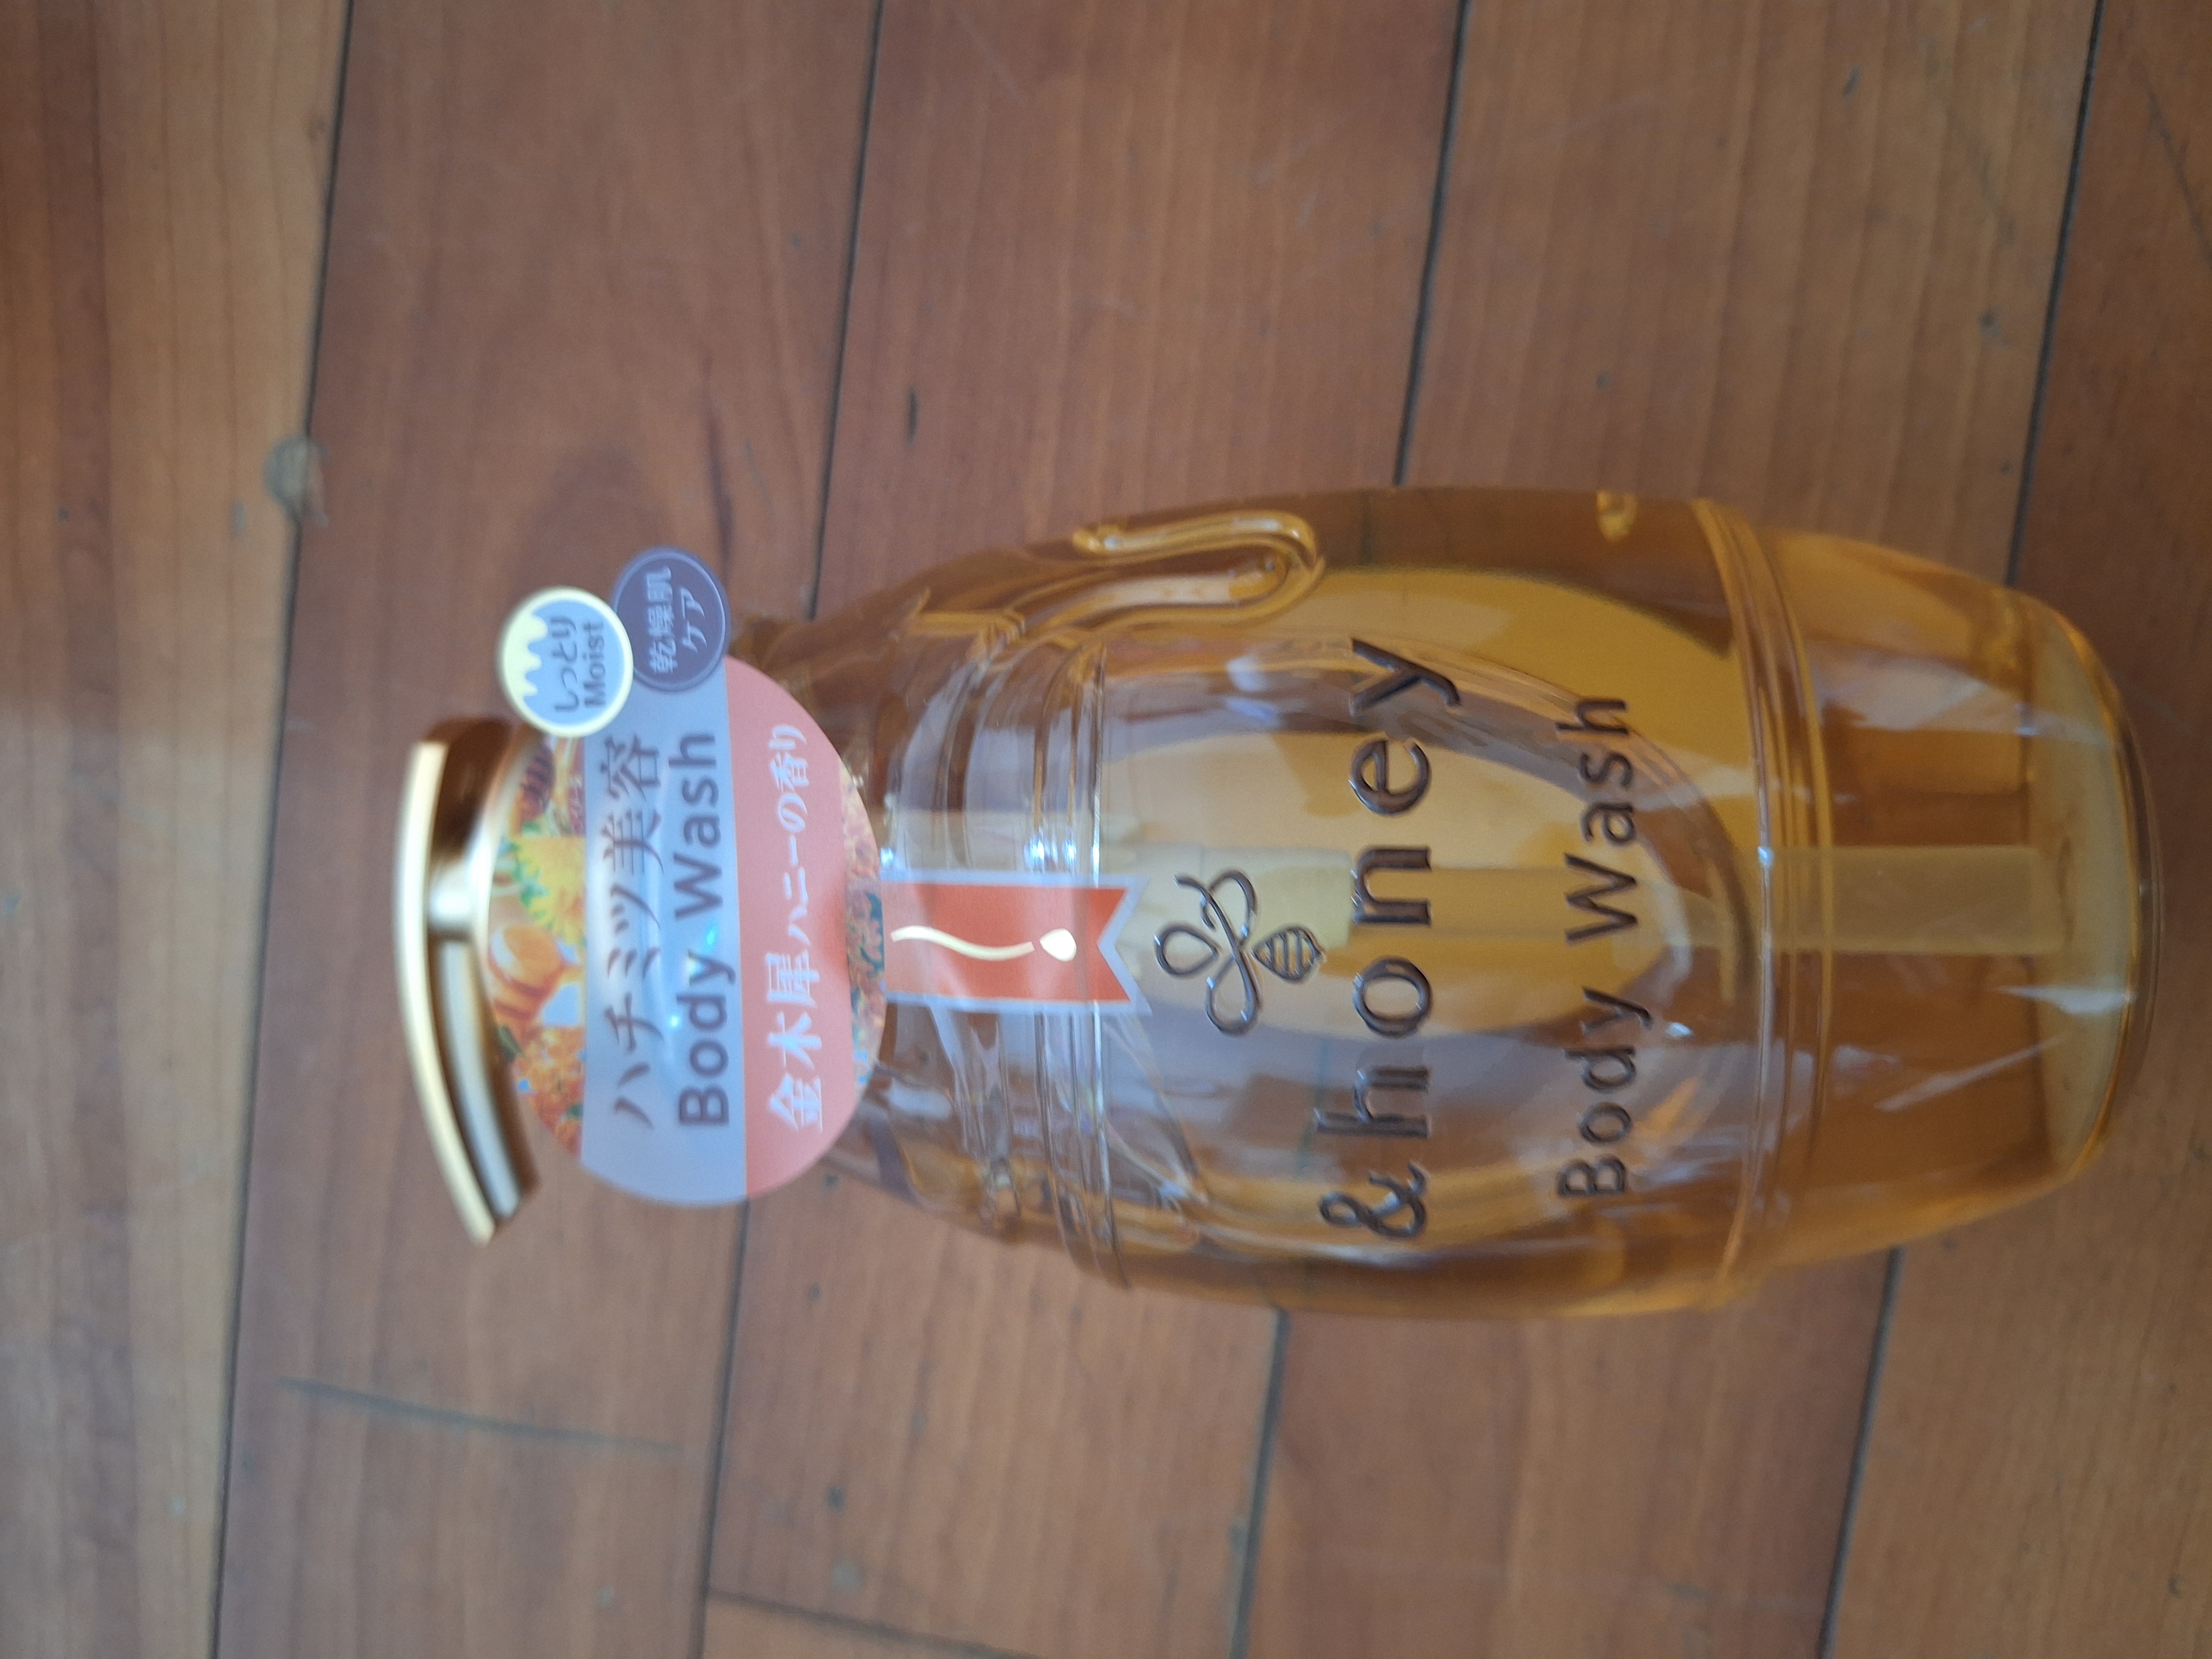 しっとり
Moist
乾燥肌
ケア
ハチミツ美容
Body Wash
金木犀ハニーの香り
&honey
Body Wash